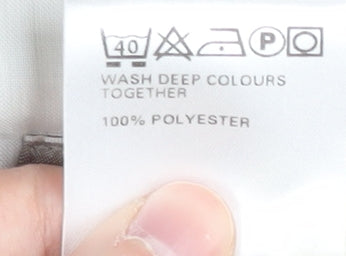 40 P
WASH DEEP COLOURS
TOGETHER
100% POLYESTER